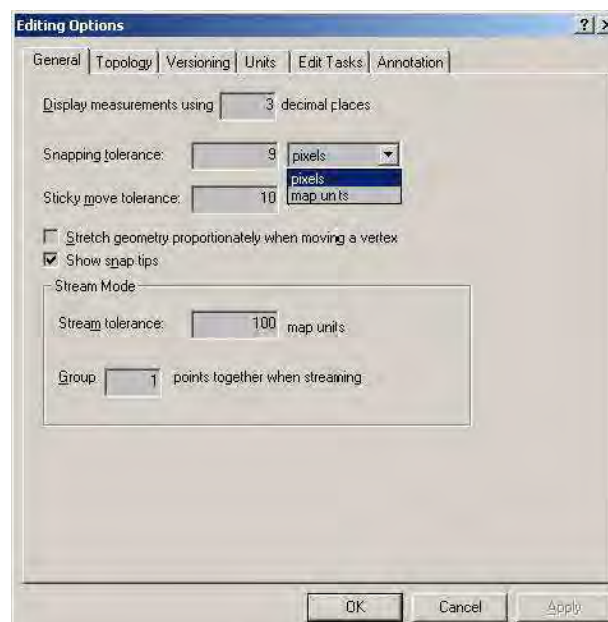 Editing Options
General Topology Versioning Units Edit Tasks Annotation
Display measurements using 3 decimal places
Snapping tolerance: 9 pixels
pixels
map units
Sticky move tolerance: 10
Stretch geometry proportionately when moving a vertex
Show snap tips
Stream Mode
Stream tolerance: 100 map units
Group 1 points together when streaming
OK Cancel Apply